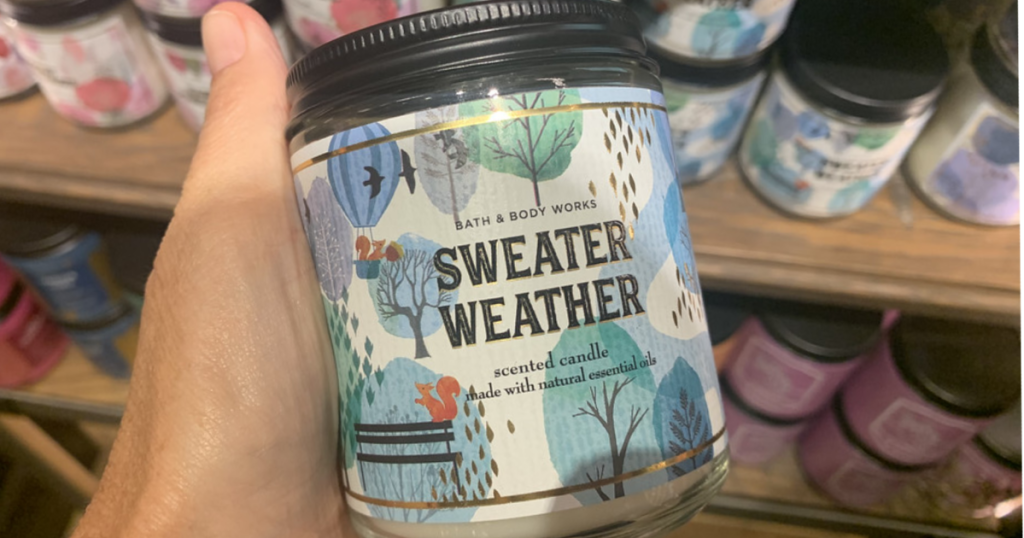 BATH & BODY WORKS
SWEATER
WEATHER
scented candle
made with natural essential oils